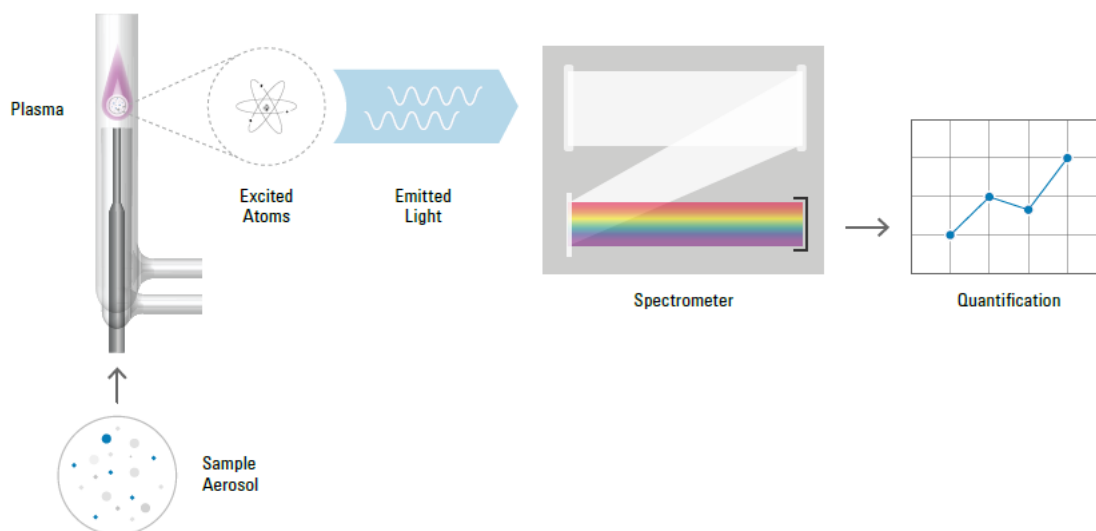 Plasma
Excited
Atoms
Emitted
Light
Spectrometer
Quantification
Sample
Aerosol